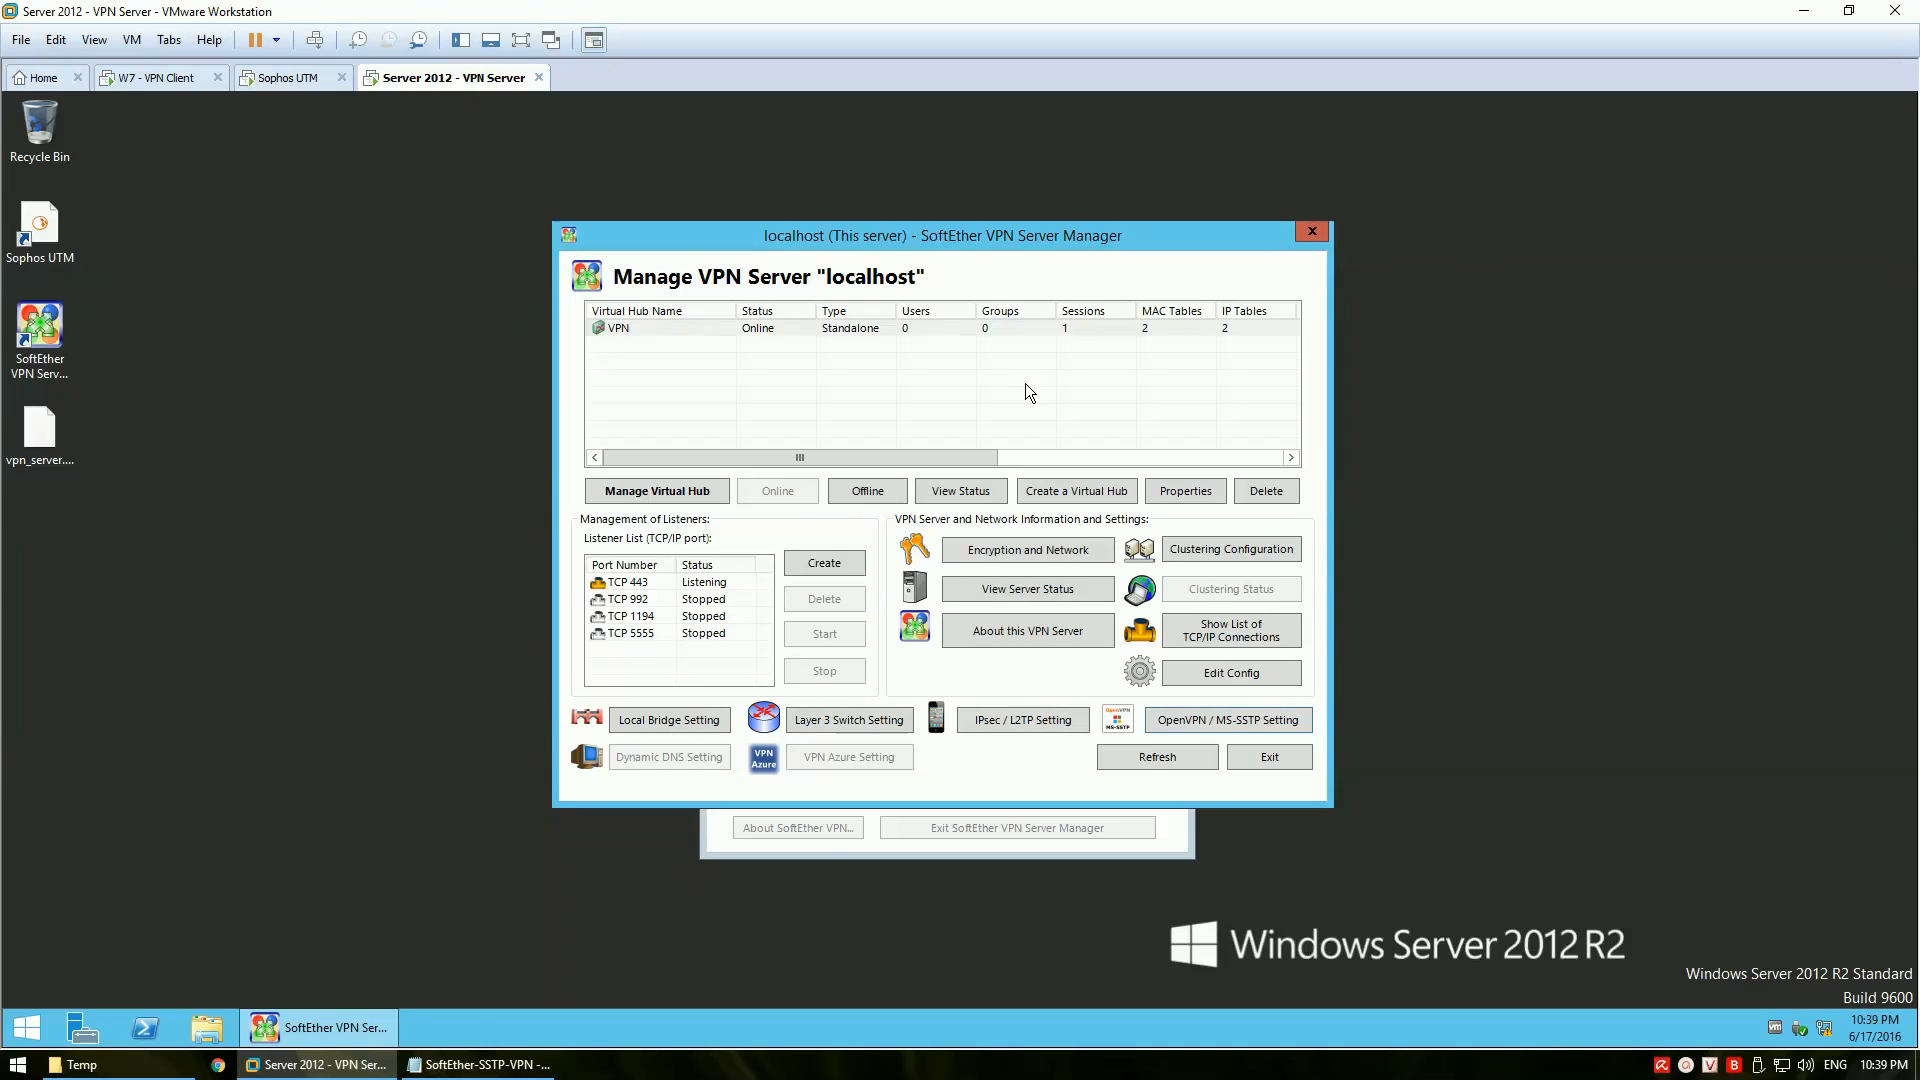 Server 2012 - VPN Server - VMware Workstation
File Edit View VM Tabs Help
Home W7 - VPN Client Sophos UTM Server 2012 - VPN Server
Recycle Bin
Sophos UTM
SoftEther
VPN Serv...
vpn_server....
localhost (This server) - SoftEther VPN Server Manager
Manage VPN Server "localhost"
Virtual Hub Name Status Type Users Groups Sessions MAC Tables IP Tables
VPN Online Standalone 0 0 1 2 2
Manage Virtual Hub Online Offline View Status Create a Virtual Hub Properties Delete
Management of Listeners:
Listener List (TCP/IP port):
Port Number Status
TCP 443 Listening
TCP 992 Stopped
TCP 1194 Stopped
TCP 5555 Stopped
Create
Delete
Start
Stop
VPN Server and Network Information and Settings:
Encryption and Network Clustering Configuration
View Server Status Clustering Status
About this VPN Server Show List of
TCP/IP Connections
Edit Config
Local Bridge Setting Layer 3 Switch Setting IPsec / L2TP Setting OpenVPN MS-SSTP OpenVPN / MS-SSTP Setting
Dynamic DNS Setting VPN Azure VPN Azure Setting Refresh Exit
About SoftEther VPN... Exit SoftEther VPN Server Manager
Windows Server 2012 R2
Windows Server 2012 R2 Standard
Build 9600
SoftEther VPN Ser...
10:39 PM
6/17/2016
Temp Server 2012 - VPN Ser... SoftEther-SSTP-VPN -...
ENG 10:39 PM